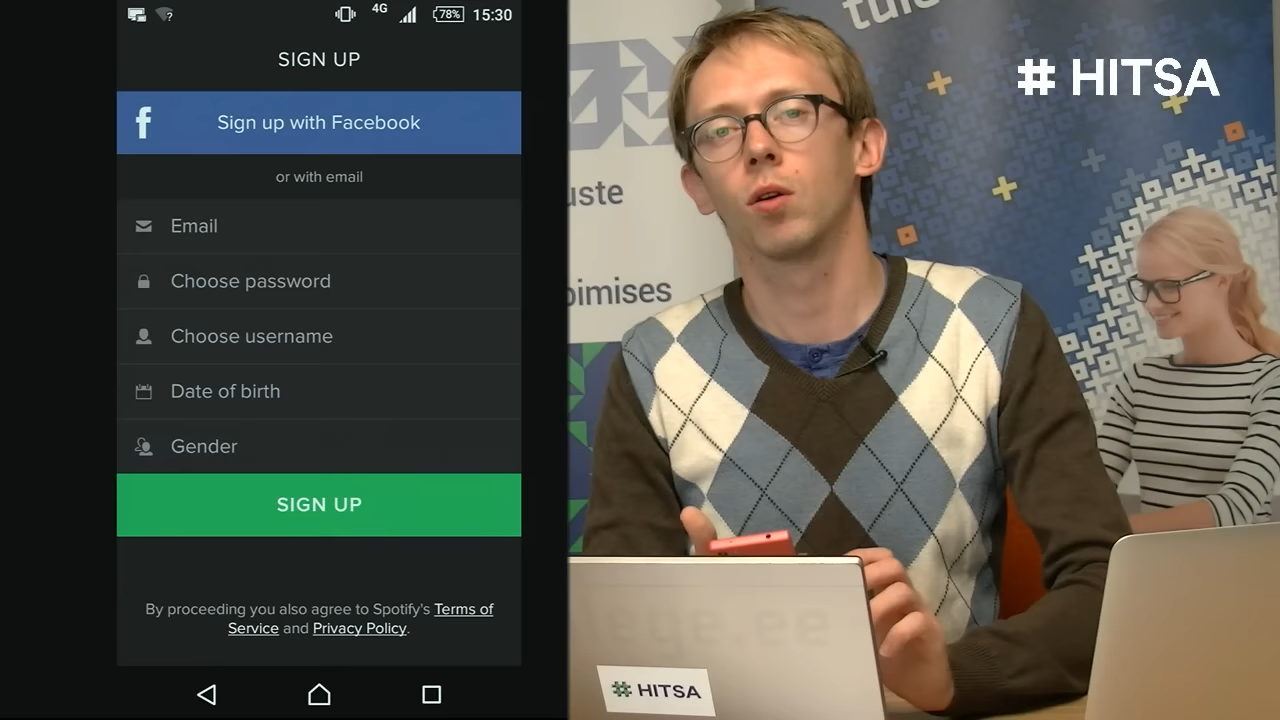 4G
78%
15:30
SIGN UP
f
Sign up with Facebook
or with email
Email
Choose password
Choose username
Date of birth
Gender
SIGN UP
By proceeding you also agree to Spotify's Terms of
Service and Privacy Policy.
# HITSA
uste
pimises
# HITSA